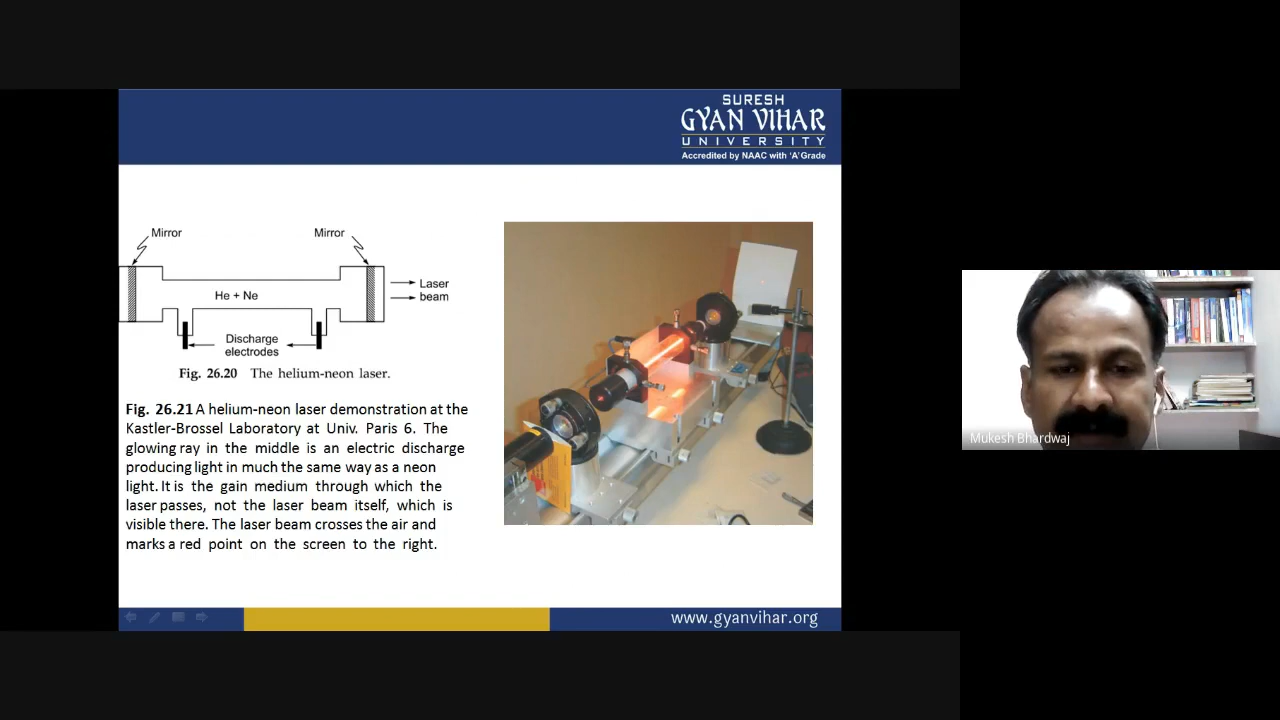 SURESH
GYAN VIHAR
UNIVERSITY
Accredited by NAAC with 'A' Grade
Mirror
Mirror
Laser
beam
He + Ne
Discharge
electrodes
Fig. 26.20 The helium-neon laser.
Fig. 26.21 A helium-neon laser demonstration at the
Kastler-Brossel Laboratory at Univ. Paris 6. The
glowing ray in the middle is an electric discharge
producing light in much the same way as a neon
light. It is the gain medium through which the
laser passes, not the laser beam itself, which is
visible there. The laser beam crosses the air and
marks a red point on the screen to the right.
www.gyanvihar.org
Mukesh Bhardwaj